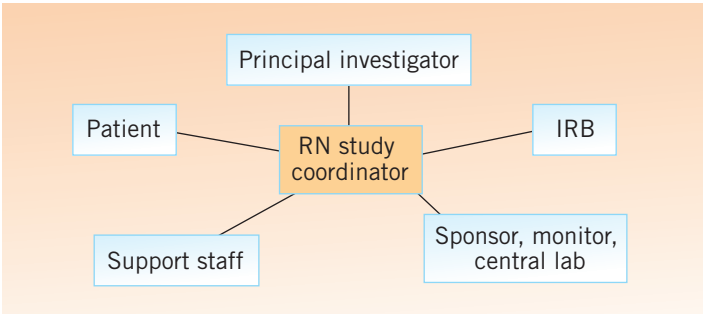 Principal investigator
Patient
IRB
RN study
coordinator
Support staff
Sponsor, monitor,
central lab